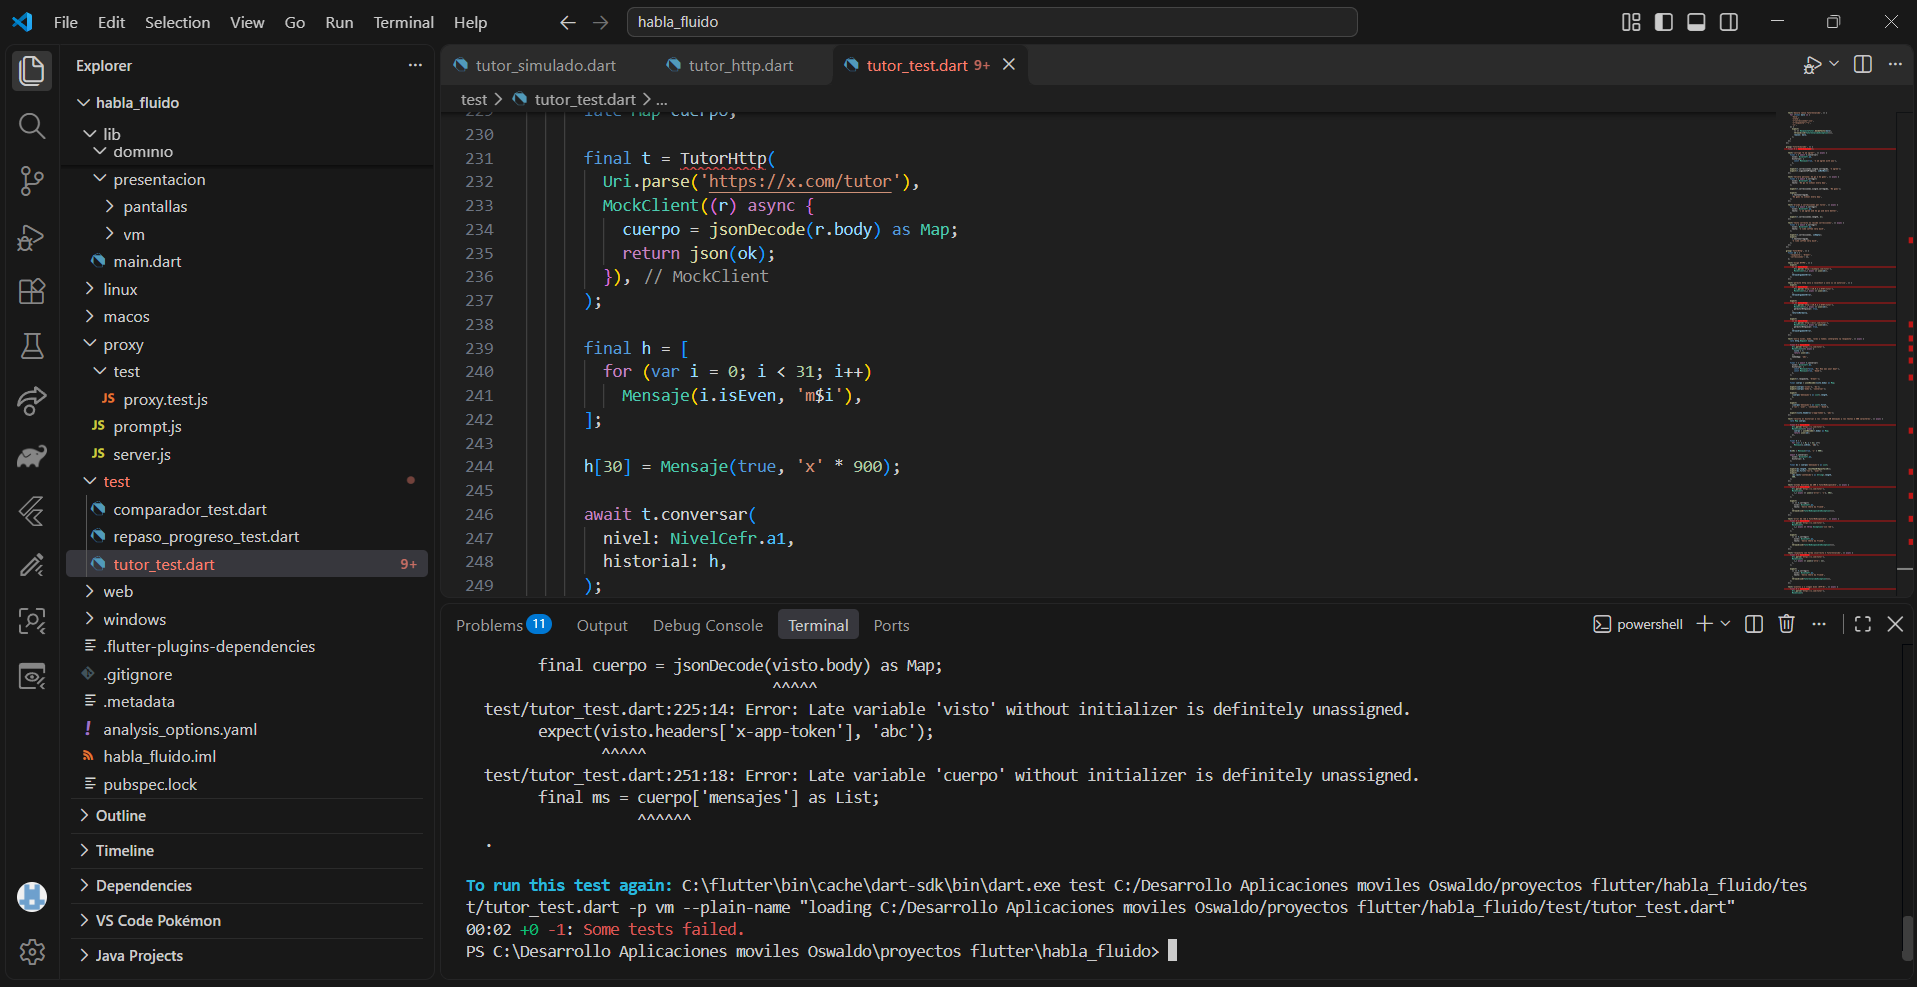 File Edit Selection View Go Run Terminal Help
habla_fluido
Explorer
habla_fluido
lib
dominio
presentacion
pantallas
vm
main.dart
linux
macos
proxy
test
JS proxy.test.js
JS prompt.js
JS server.js
test
comparador_test.dart
repaso_progreso_test.dart
tutor_test.dart 9+
web
windows
.flutter-plugins-dependencies
.gitignore
.metadata
! analysis_options.yaml
habla_fluido.iml
pubspec.lock
Outline
Timeline
Dependencies
VS Code Pokémon
Java Projects
tutor_simulado.dart
tutor_http.dart
tutor_test.dart 9+
test > tutor_test.dart > ...
229 late Map cuerpo;
230
231 final t = TutorHttp(
232 Uri.parse('https://x.com/tutor'),
233 MockClient((r) async {
234 cuerpo = jsonDecode(r.body) as Map;
235 return json(ok);
236 }), // MockClient
237 );
238
239 final h = [
240 for (var i = 0; i < 31; i++)
241 Mensaje(i.isEven, 'm$i'),
242 ];
243
244 h[30] = Mensaje(true, 'x' * 900);
245
246 await t.conversar(
247 nivel: NivelCefr.a1,
248 historial: h,
249 );
Problems 11 Output Debug Console Terminal Ports
powershell
final cuerpo = jsonDecode(visto.body) as Map;
^^^^^
test/tutor_test.dart:225:14: Error: Late variable 'visto' without initializer is definitely unassigned.
expect(visto.headers['x-app-token'], 'abc');
^^^^^
test/tutor_test.dart:251:18: Error: Late variable 'cuerpo' without initializer is definitely unassigned.
final ms = cuerpo['mensajes'] as List;
^^^^^^
.
To run this test again: C:\flutter\bin\cache\dart-sdk\bin\dart.exe test C:/Desarrollo Aplicaciones moviles Oswaldo/proyectos flutter/habla_fluido/tes
t/tutor_test.dart -p vm --plain-name "loading C:/Desarrollo Aplicaciones moviles Oswaldo/proyectos flutter/habla_fluido/test/tutor_test.dart"
00:02 +0 -1: Some tests failed.
PS C:\Desarrollo Aplicaciones moviles Oswaldo\proyectos flutter\habla_fluido>